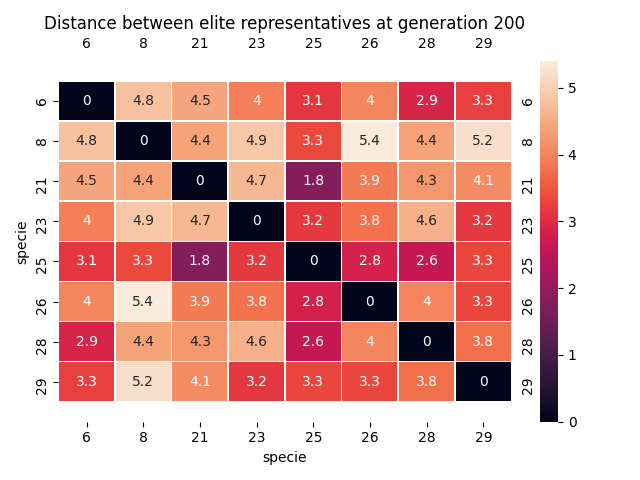 Distance between elite representatives at generation 200
6 8 21 23 25 26 28 29
6 0 4.8 4.5 4 3.1 4 2.9 3.3 6
8 4.8 0 4.4 4.9 3.3 5.4 4.4 5.2 8
21 4.5 4.4 0 4.7 1.8 3.9 4.3 4.1 21
23 4 4.9 4.7 0 3.2 3.8 4.6 3.2 23
25 3.1 3.3 1.8 3.2 0 2.8 2.6 3.3 25
26 4 5.4 3.9 3.8 2.8 0 4 3.3 26
28 2.9 4.4 4.3 4.6 2.6 4 0 3.8 28
29 3.3 5.2 4.1 3.2 3.3 3.3 3.8 0 29
6 8 21 23 25 26 28 29
specie
specie
5
4
3
2
1
0